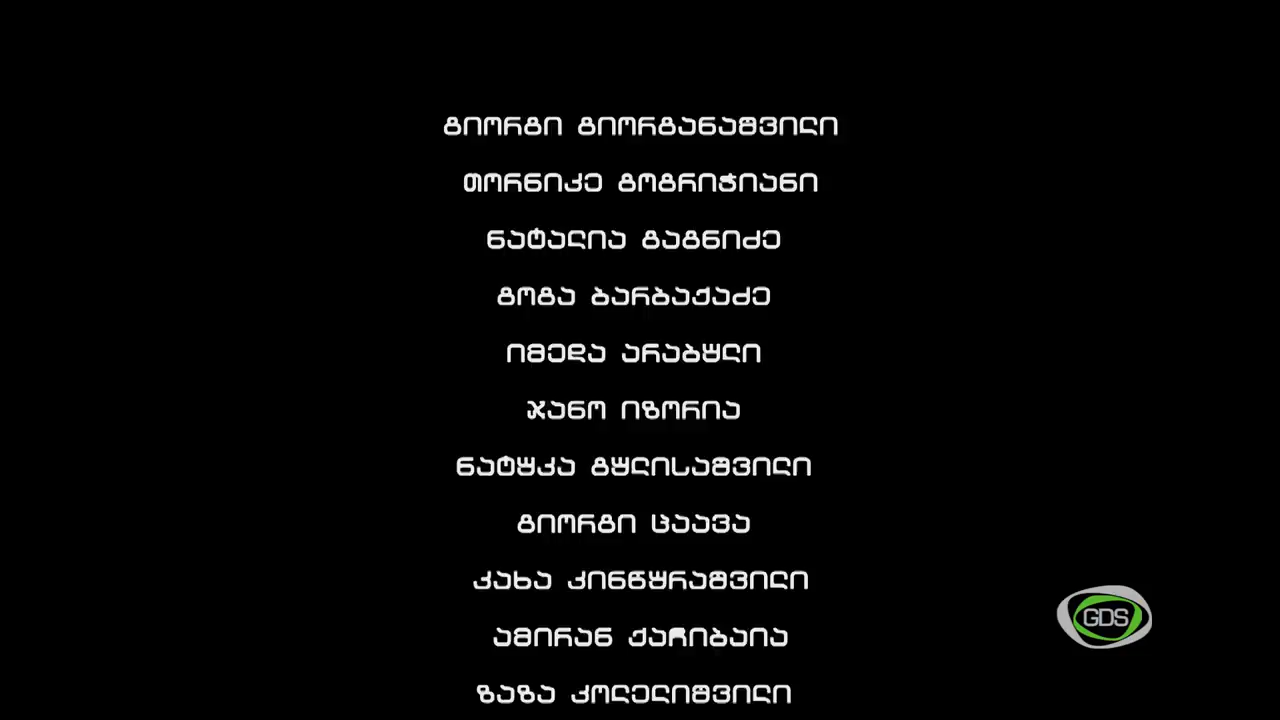 გიორგი გიორგანაშვილი
თორნიკე გოგრიჭიანი
ნატალია გაგნიძე
გოგა ბარბაქაძე
იმედა არაბული
ჯანო იზორია
ნატუკა გულისაშვილი
გიორგი ცაავა
კახა კინწურაშვილი
ამირან ქაჩიბაია
ზაზა კოლელიშვილი
GDS